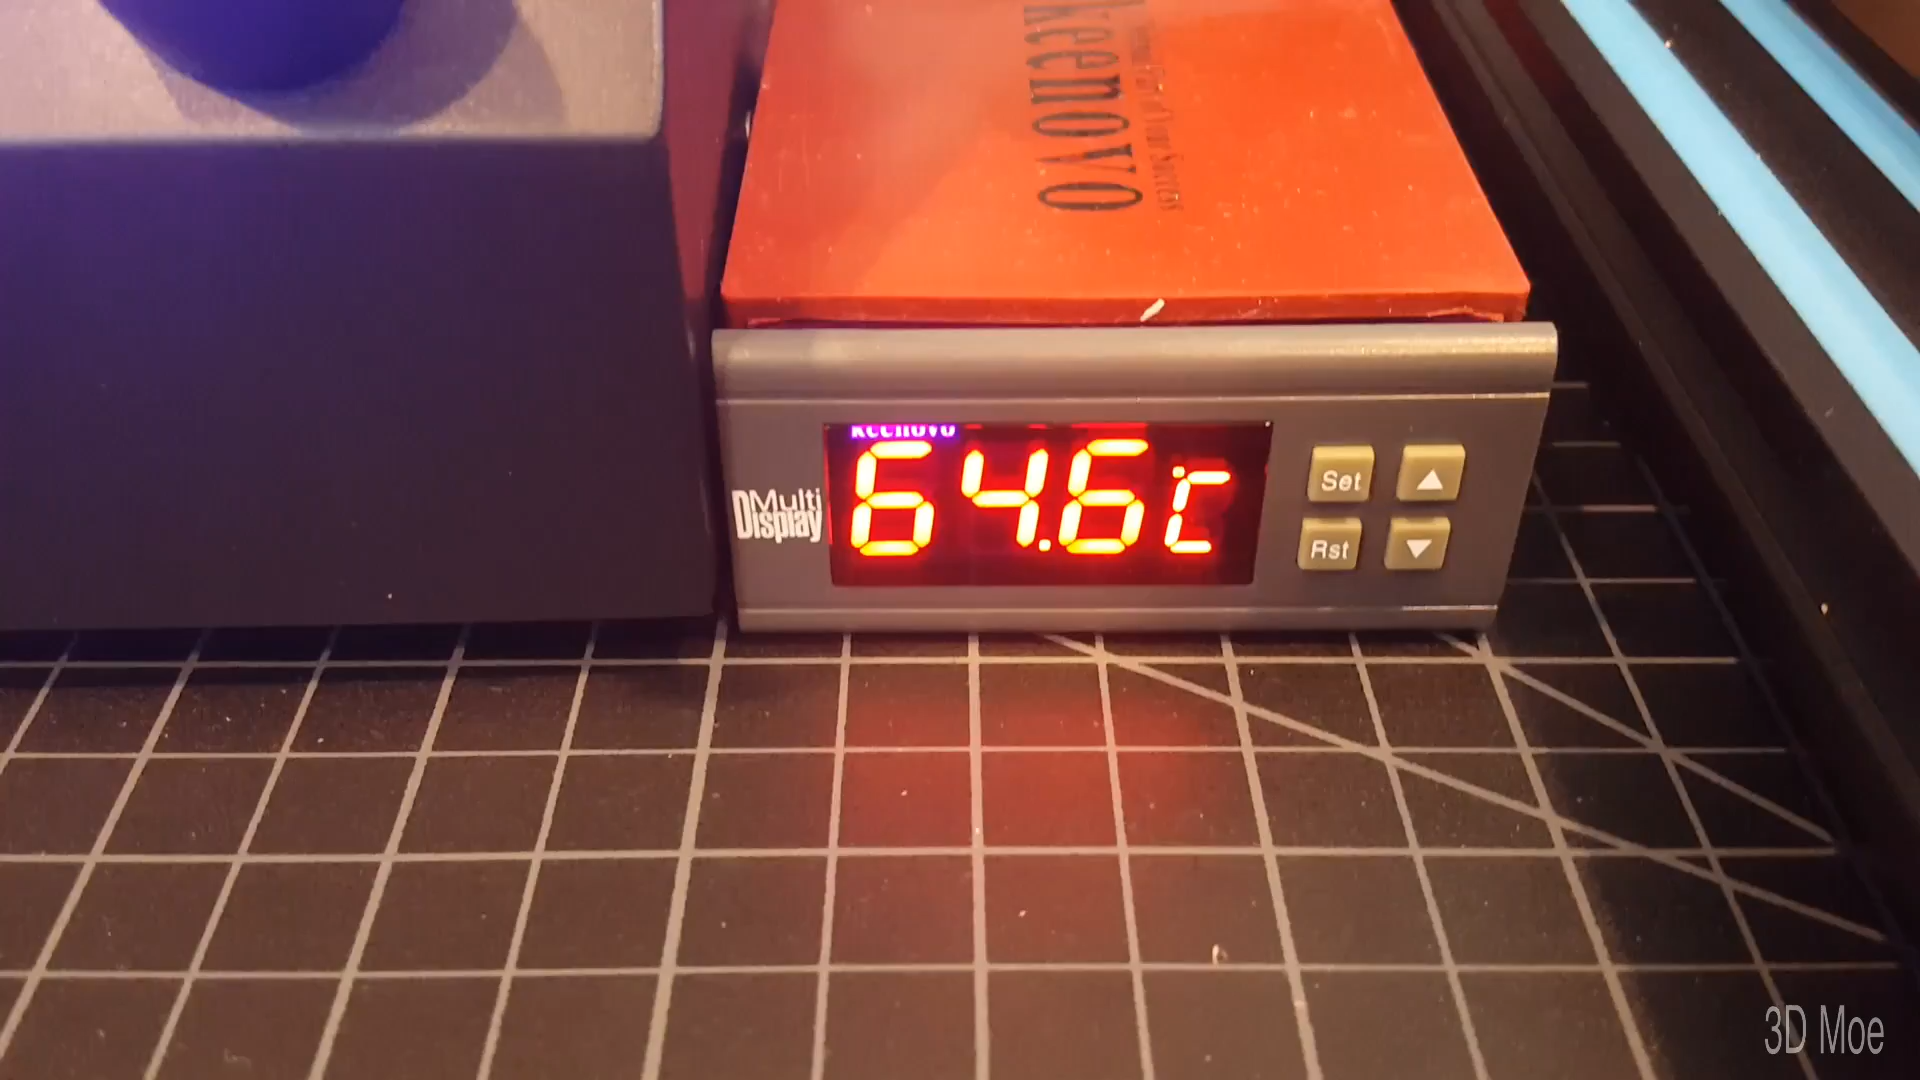 keenovo
keenovo
64.6c
Multi
Display
Set
Rst
3D Moe